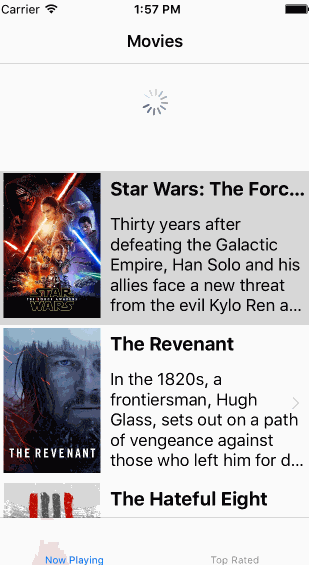 Carrier 1:57 PM
Movies
Star Wars: The Forc...
Thirty years after
defeating the Galactic
Empire, Han Solo and his
allies face a new threat
from the evil Kylo Ren a...
STAR WARS
THE FORCE AWAKENS
The Revenant
In the 1820s, a
frontiersman, Hugh
Glass, sets out on a path
of vengeance against
those who left him for d...
THE REVENANT
The Hateful Eight
Now Playing
Top Rated